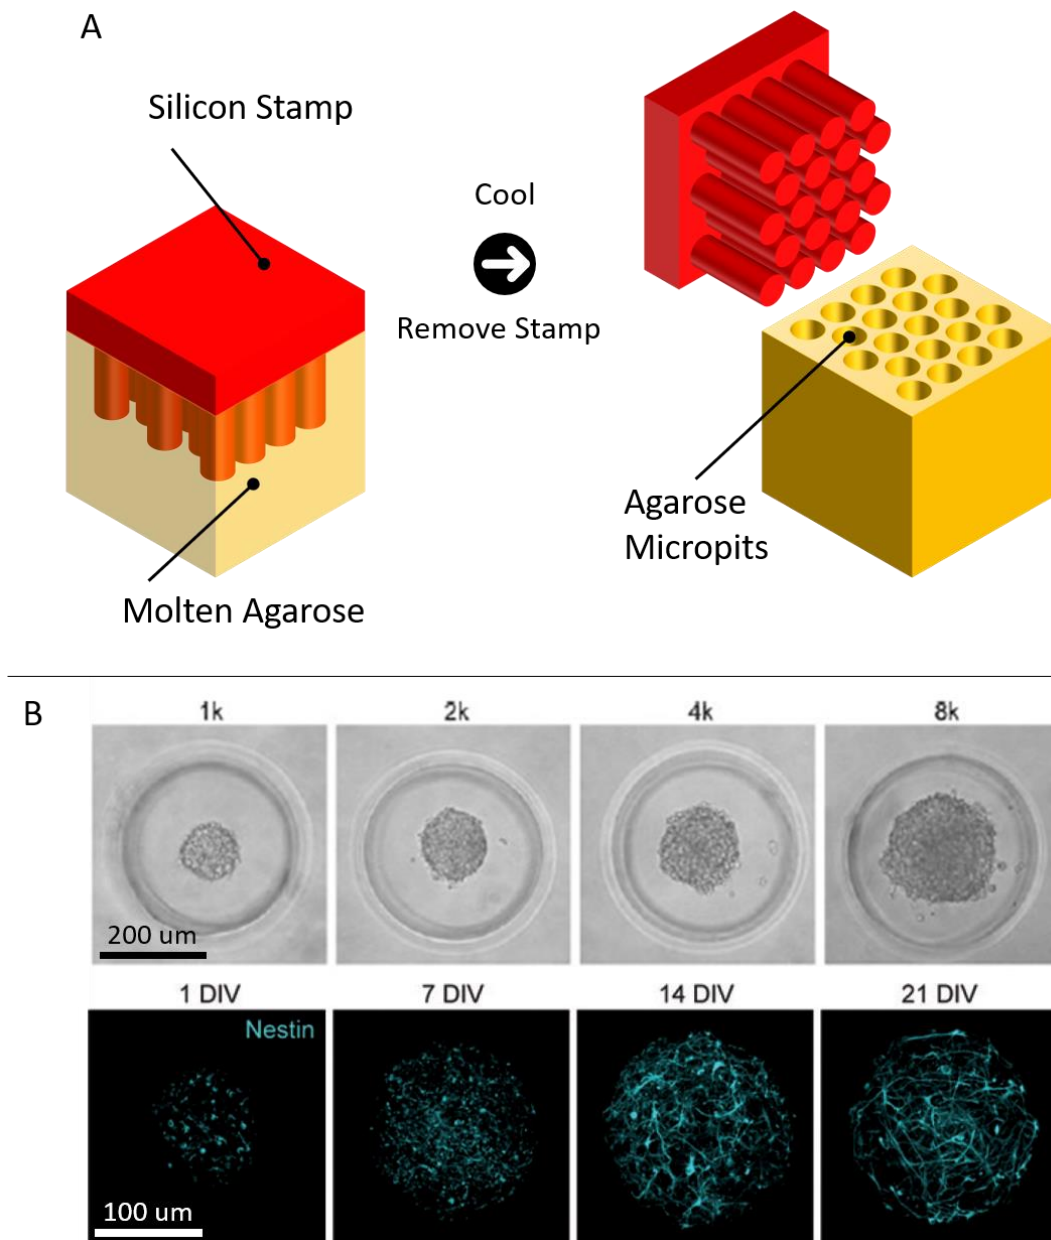 A
Silicon Stamp
Cool
Remove Stamp
Agarose
Micropits
Molten Agarose
B
1k 2k 4k 8k
200 um
1 DIV 7 DIV 14 DIV 21 DIV
Nestin
100 um